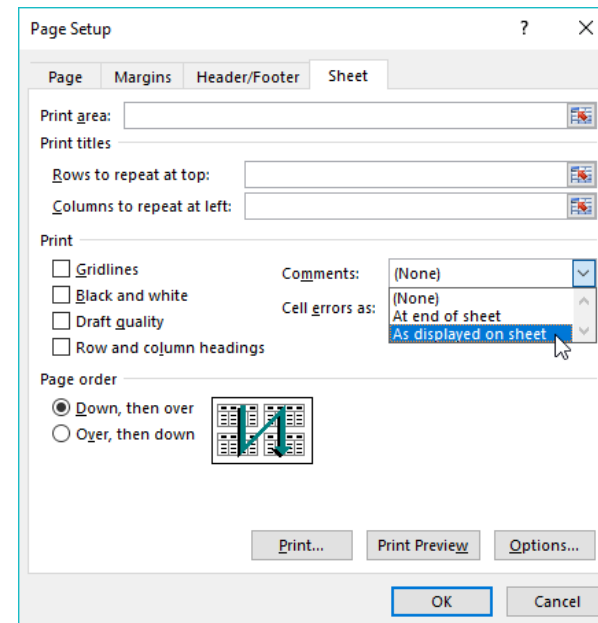 Page Setup ?
Page Margins Header/Footer Sheet
Print area:
Print titles
Rows to repeat at top:
Columns to repeat at left:
Print
Gridlines Comments: (None)
Black and white (None)
Cell errors as: At end of sheet
Draft quality As displayed on sheet
Row and column headings
Page order
Down, then over
Over, then down
Print... Print Preview Options...
OK Cancel